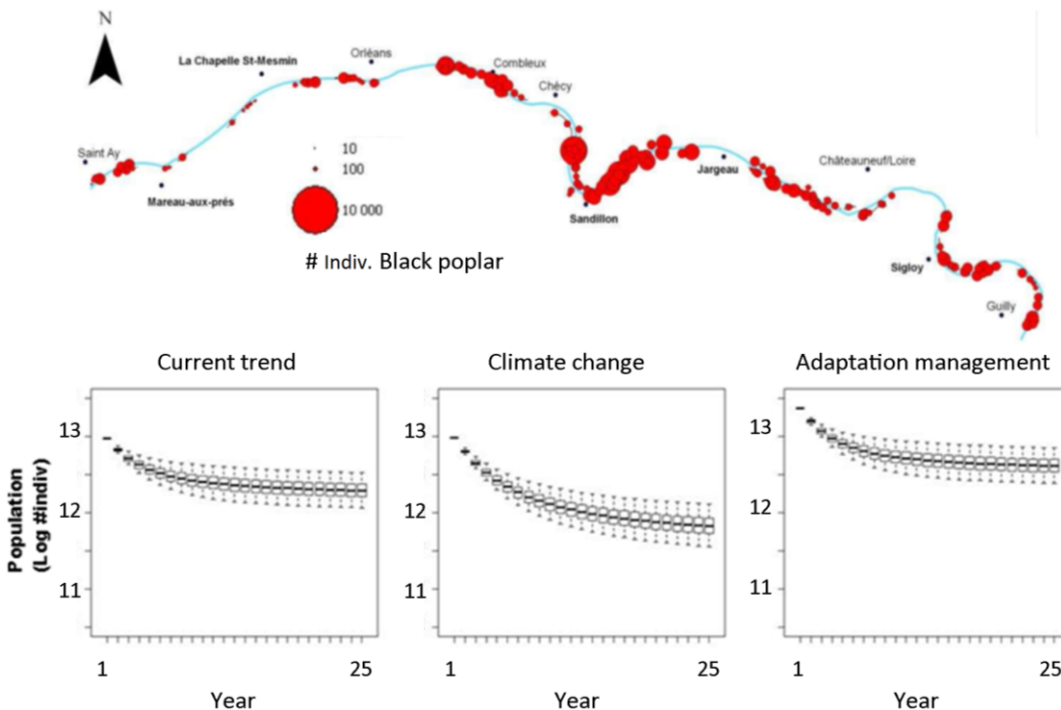 N
La Chapelle St-Mesmin
Orléans
Combleux
Chécy
Saint Ay
Mareau-aux-prés
10
100
10 000
# Indiv. Black poplar
Sandillon
Jargeau
Châteauneuf/Loire
Sigloy
Guilly
Current trend
Climate change
Adaptation management
Population
(Log #indiv)
13
12
11
13
12
11
13
12
11
1
25
1
25
1
25
Year
Year
Year